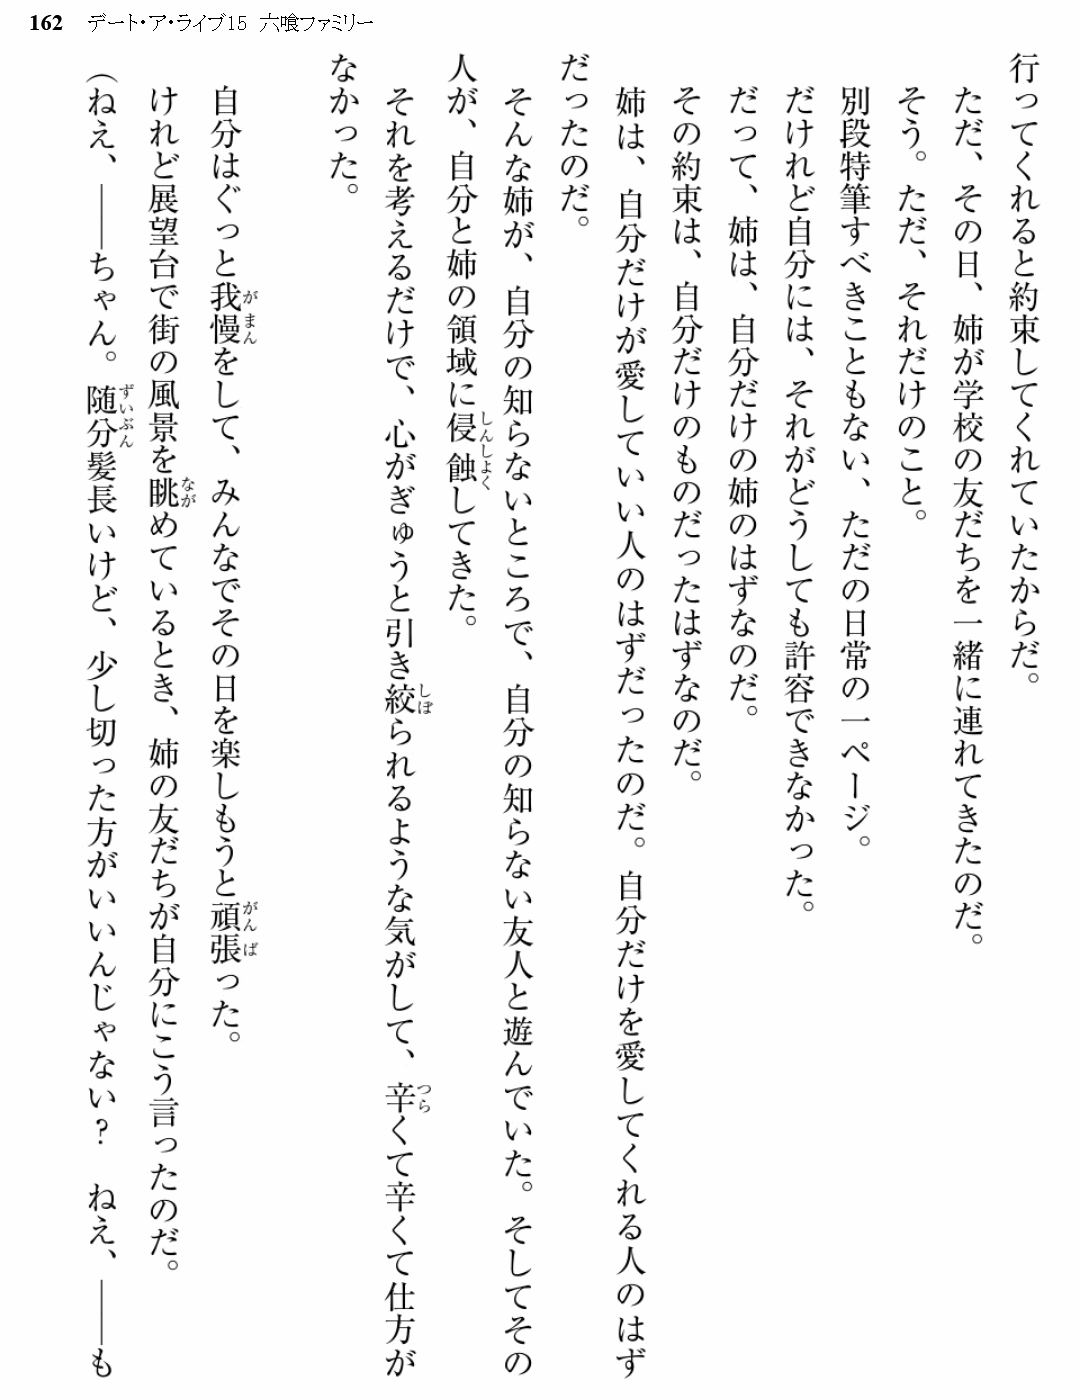 162 デート・ア・ライブ15 六喰ファミリー
行ってくれると約束してくれていたからだ。
ただ、その日、姉が学校の友だちを一緒に連れてきたのだ。
そう。ただ、それだけのこと。
別段特筆すべきこともない、ただの日常の一ページ。
だけれど自分には、それがどうしても許容できなかった。
だって、姉は、自分だけの姉のはずなのだ。
その約束は、自分だけのものだったはずなのだ。
姉は、自分だけが愛していい人のはずだったのだ。自分だけを愛してくれる人のはず
だったのだ。
そんな姉が、自分の知らないところで、自分の知らない友人と遊んでいた。そしてその
人が、自分と姉の領域に侵蝕してきた。
それを考えるだけで、心がぎゅうと引き絞られるような気がして、辛くて辛くて仕方が
なかった。
自分はぐっと我慢をして、みんなでその日を楽しもうと頑張った。
けれど展望台で街の風景を眺めているとき、姉の友だちが自分にこう言ったのだ。
（ねえ、――ちゃん。随分髪長いけど、少し切った方がいいんじゃない？　ねえ、――も